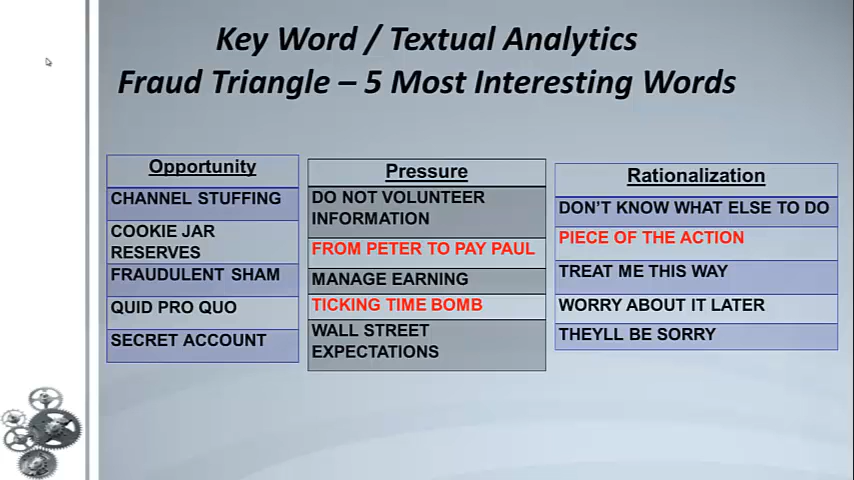 Key Word / Textual Analytics
Fraud Triangle – 5 Most Interesting Words
Opportunity
CHANNEL STUFFING
COOKIE JAR
RESERVES
FRAUDULENT SHAM
QUID PRO QUO
SECRET ACCOUNT
Pressure
DO NOT VOLUNTEER
INFORMATION
FROM PETER TO PAY PAUL
MANAGE EARNING
TICKING TIME BOMB
WALL STREET
EXPECTATIONS
Rationalization
DON'T KNOW WHAT ELSE TO DO
PIECE OF THE ACTION
TREAT ME THIS WAY
WORRY ABOUT IT LATER
THEYLL BE SORRY